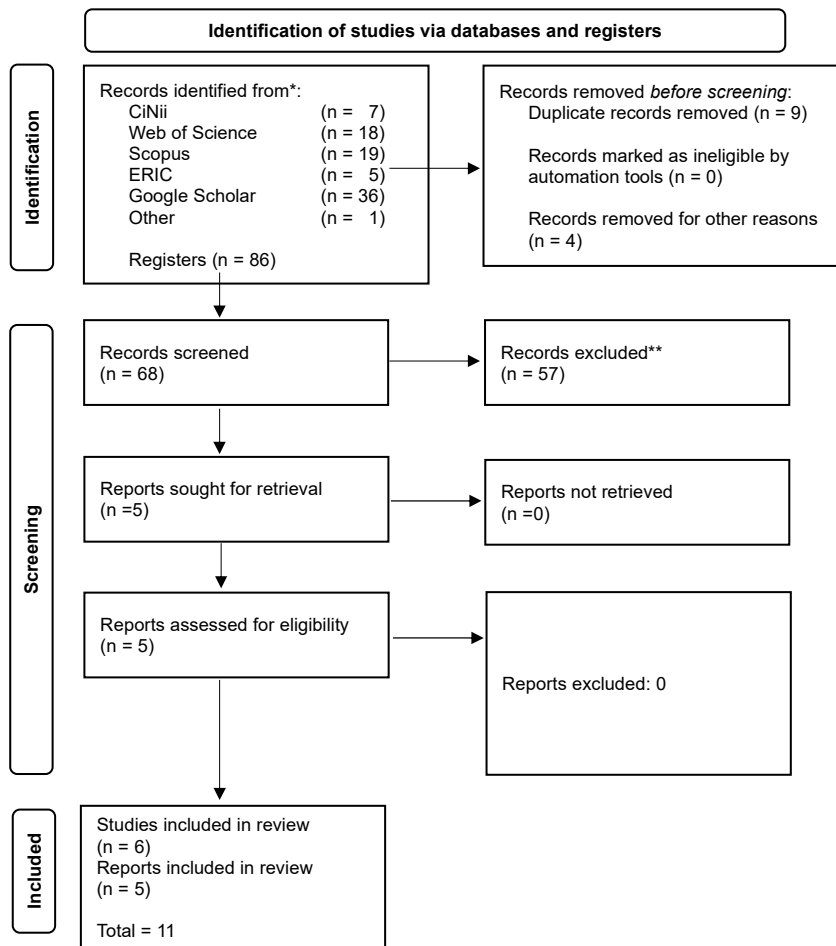 Identification of studies via databases and registers
Identification
Records identified from*:
CiNii (n = 7)
Web of Science (n = 18)
Scopus (n = 19)
ERIC (n = 5)
Google Scholar (n = 36)
Other (n = 1)
Registers (n = 86)
Records removed before screening:
Duplicate records removed (n = 9)
Records marked as ineligible by
automation tools (n = 0)
Records removed for other reasons
(n = 4)
Screening
Records screened
(n = 68)
Records excluded**
(n = 57)
Reports sought for retrieval
(n =5)
Reports not retrieved
(n =0)
Reports assessed for eligibility
(n = 5)
Reports excluded: 0
Included
Studies included in review
(n = 6)
Reports included in review
(n = 5)
Total = 11